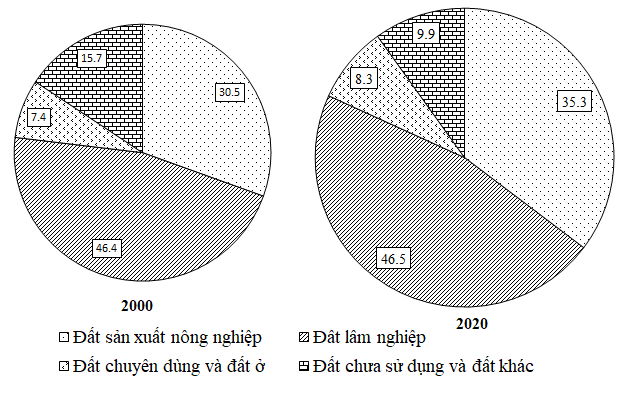 15.7
30.5
7.4
46.4
2000
9.9
8.3
35.3
46.5
2020
Đất sản xuất nông nghiệp
Đât lâm nghiệp
Đất chuyên dùng và đất ở
Đất chưa sử dụng và đất khác